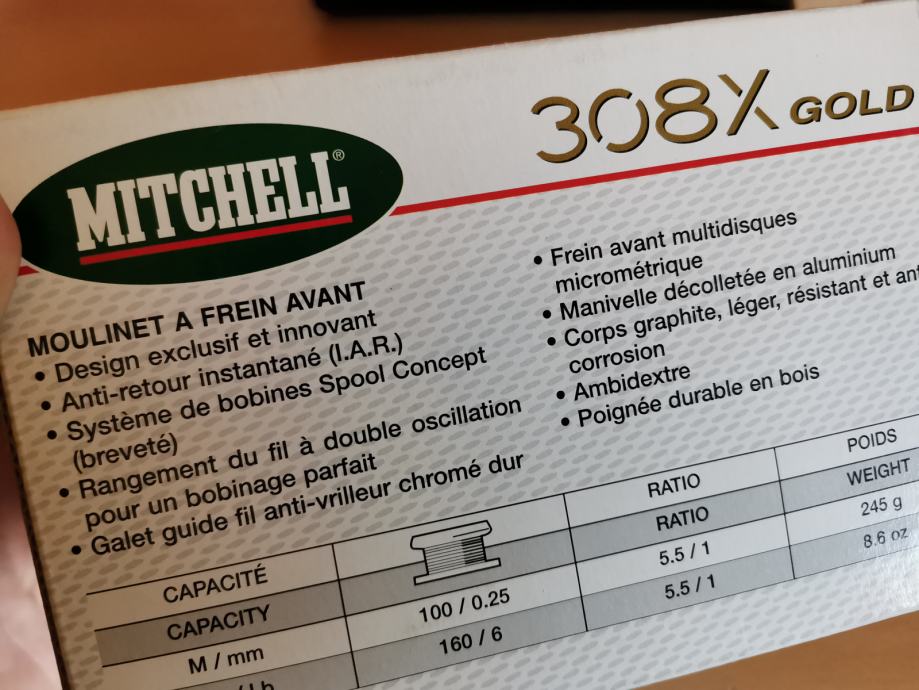 308X GOLD
MITCHELL®
MOULINET A FREIN AVANT
• Design exclusif et innovant
• Anti-retour instantané (I.A.R.)
• Système de bobines Spool Concept
(breveté)
• Rangement du fil à double oscillation
pour un bobinage parfait
• Galet guide fil anti-vrilleur chromé dur
• Frein avant multidisques
micrométrique
• Manivelle décolletée en aluminium
• Corps graphite, léger, résistant et
corrosion
• Ambidextre
• Poignée durable en bois
CAPACITÉ RATIO POIDS
CAPACITY RATIO WEIGHT
M / mm 100 / 0.25 5.5 / 1 245 g
160 / 6 5.5 / 1 8.6 oz